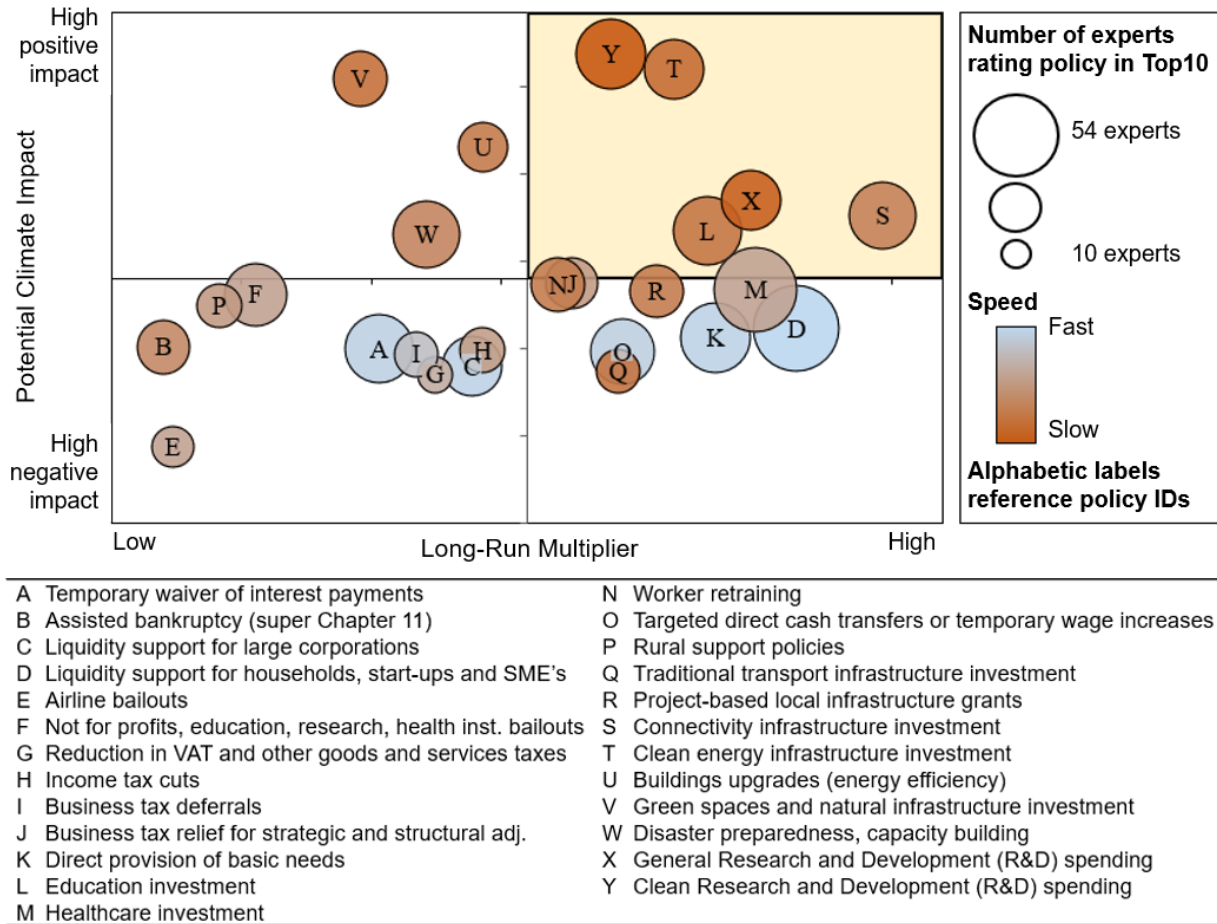 High
positive
impact
Potential Climate Impact
High
negative
impact
Low
Long-Run Multiplier
High
Y
T
V
U
X
S
L
W
N
J
R
M
F
P
D
K
B
A
I
G
C
H
O
Q
E
Number of experts
rating policy in Top10
54 experts
10 experts
Speed
Fast
Slow
Alphabetic labels
reference policy IDs
A Temporary waiver of interest payments
B Assisted bankruptcy (super Chapter 11)
C Liquidity support for large corporations
D Liquidity support for households, start-ups and SME's
E Airline bailouts
F Not for profits, education, research, health inst. bailouts
G Reduction in VAT and other goods and services taxes
H Income tax cuts
I Business tax deferrals
J Business tax relief for strategic and structural adj.
K Direct provision of basic needs
L Education investment
M Healthcare investment
N Worker retraining
O Targeted direct cash transfers or temporary wage increases
P Rural support policies
Q Traditional transport infrastructure investment
R Project-based local infrastructure grants
S Connectivity infrastructure investment
T Clean energy infrastructure investment
U Buildings upgrades (energy efficiency)
V Green spaces and natural infrastructure investment
W Disaster preparedness, capacity building
X General Research and Development (R&D) spending
Y Clean Research and Development (R&D) spending